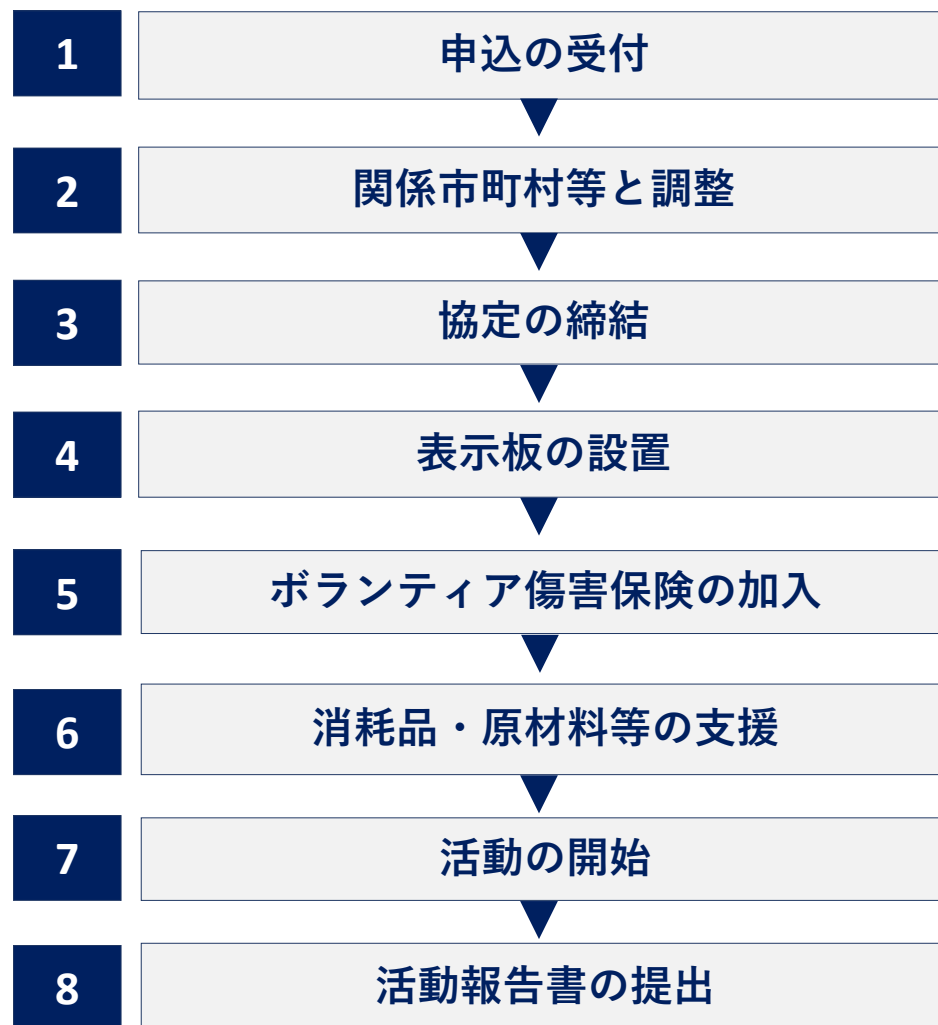 1 申込の受付
2 関係市町村等と調整
3 協定の締結
4 表示板の設置
5 ボランティア傷害保険の加入
6 消耗品・原材料等の支援
7 活動の開始
8 活動報告書の提出